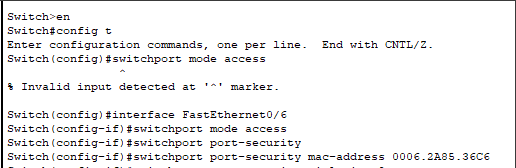 Switch>en
Switch#config t
Enter configuration commands, one per line.  End with CNTL/Z.
Switch(config)#switchport mode access
^
% Invalid input detected at '^' marker.
Switch(config)#interface FastEthernet0/6
Switch(config-if)#switchport mode access
Switch(config-if)#switchport port-security
Switch(config-if)#switchport port-security mac-address 0006.2A85.36C6